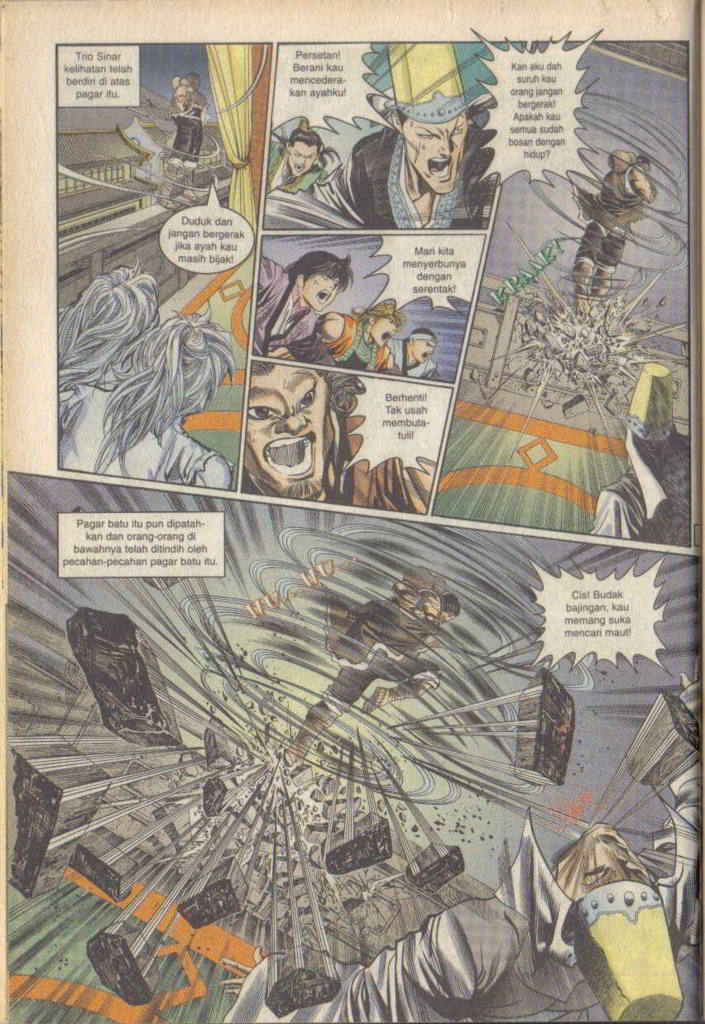 Trio Sinar
kelihatan telah
berdiri di atas
pagar itu.
Duduk dan
jangan bergerak
jika ayah kau
masih bijak!
Persetan!
Berani kau
mencedera-
kan ayahku!
Kan aku dah
suruh kau
orang jangan
bergerak!
Apakah kau
semua sudah
bosan dengan
hidup?
Mari kita
menyerbunya
dengan
serentak!
KRAAK!
Berhenti!
Tak usah
membuta-
tuli!
Pagar batu itu pun dipatah-
kan dan orang-orang di
bawahnya telah ditindih oleh
pecahan-pecahan pagar batu itu.
HU.. HU...
Cis! Budak
bajingan, kau
memang suka
mencari maut!